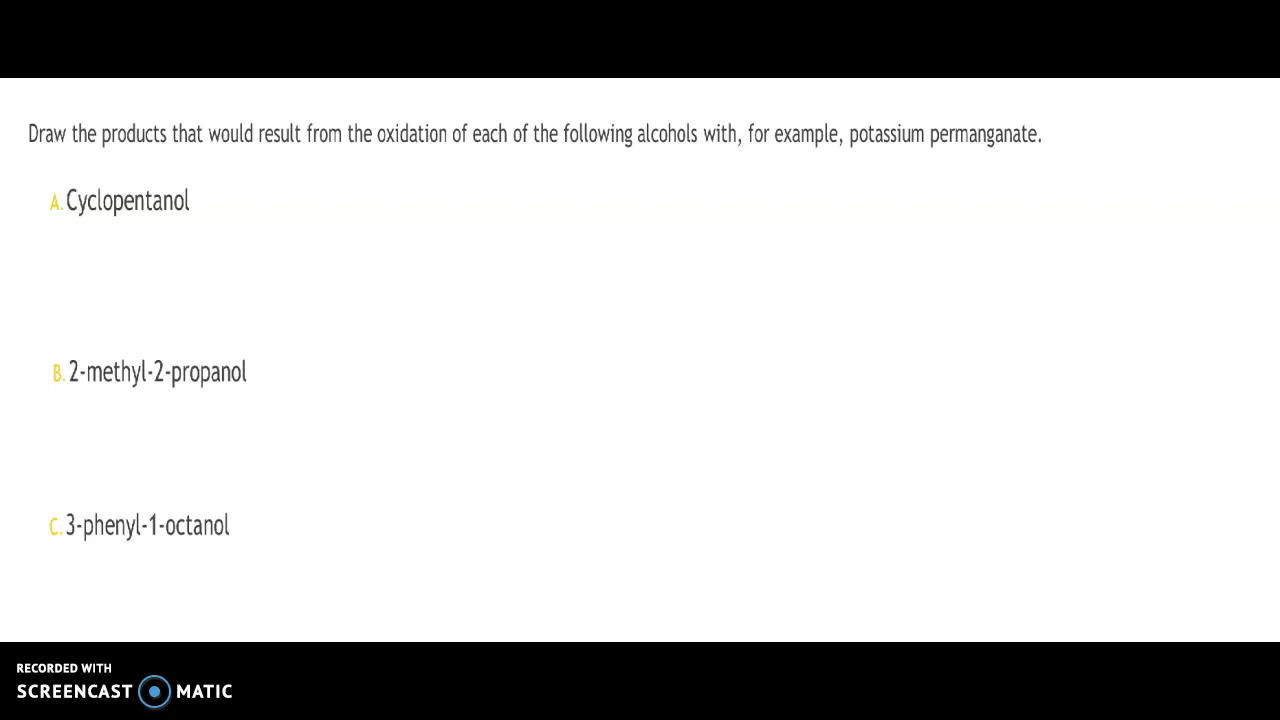 Draw the products that would result from the oxidation of each of the following alcohols with, for example, potassium permanganate.
A. Cyclopentanol
B. 2-methyl-2-propanol
C. 3-phenyl-1-octanol
RECORDED WITH
SCREENCAST MATIC